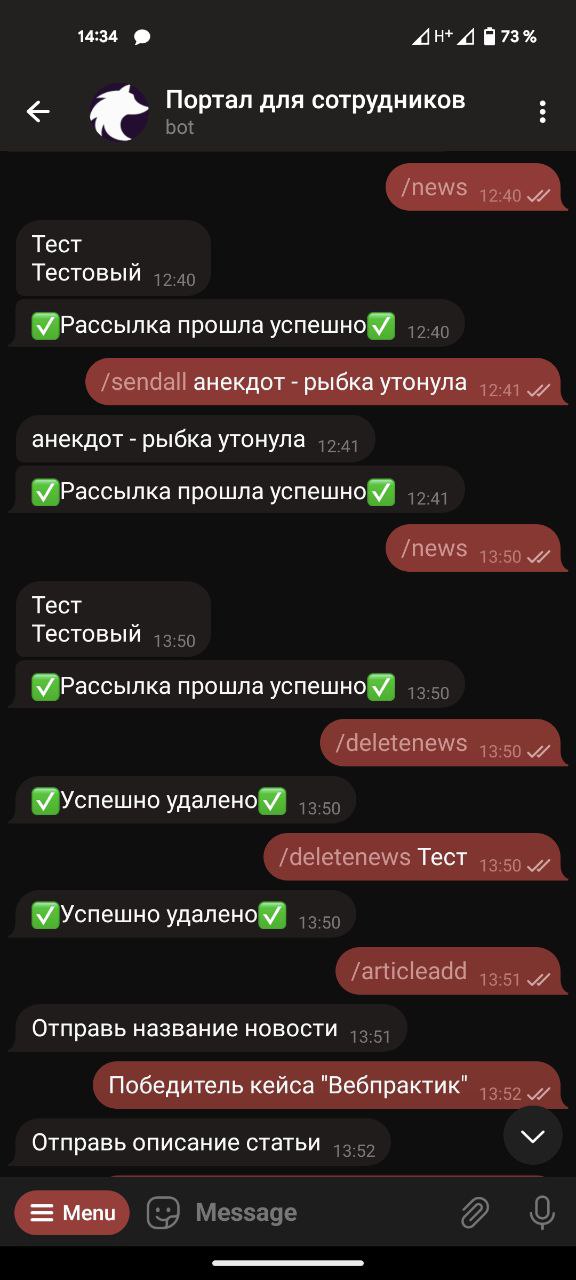 14:34
H+
73 %
Портал для сотрудников
bot
/news 12:40
Тест
Тестовый 12:40
✅Рассылка прошла успешно✅ 12:40
/sendall анекдот - рыбка утонула 12:41
анекдот - рыбка утонула 12:41
✅Рассылка прошла успешно✅ 12:41
/news 13:50
Тест
Тестовый 13:50
✅Рассылка прошла успешно✅ 13:50
/deletenews 13:50
✅Успешно удалено✅ 13:50
/deletenews Тест 13:50
✅Успешно удалено✅ 13:50
/articleadd 13:51
Отправь название новости 13:51
Победитель кейса "Вебпрактик" 13:52
Отправь описание статьи 13:52
Menu
Message